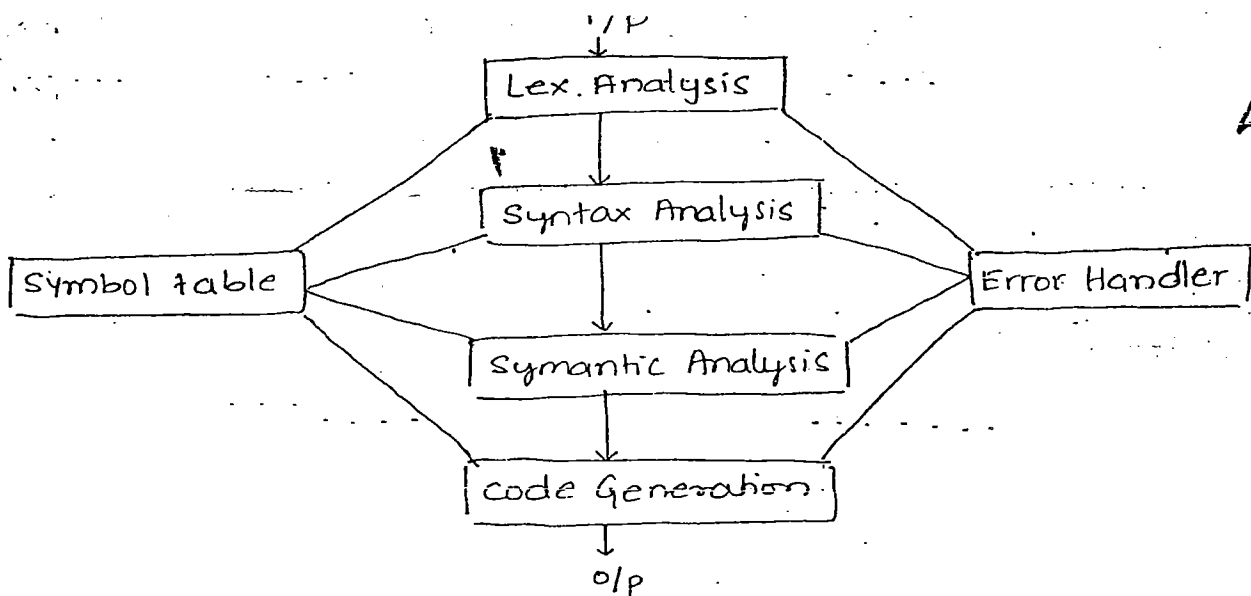 I/P
Lex. Analysis
Syntax Analysis
Symbol table
Error Handler
Symantic Analysis
Code Generation
O/P